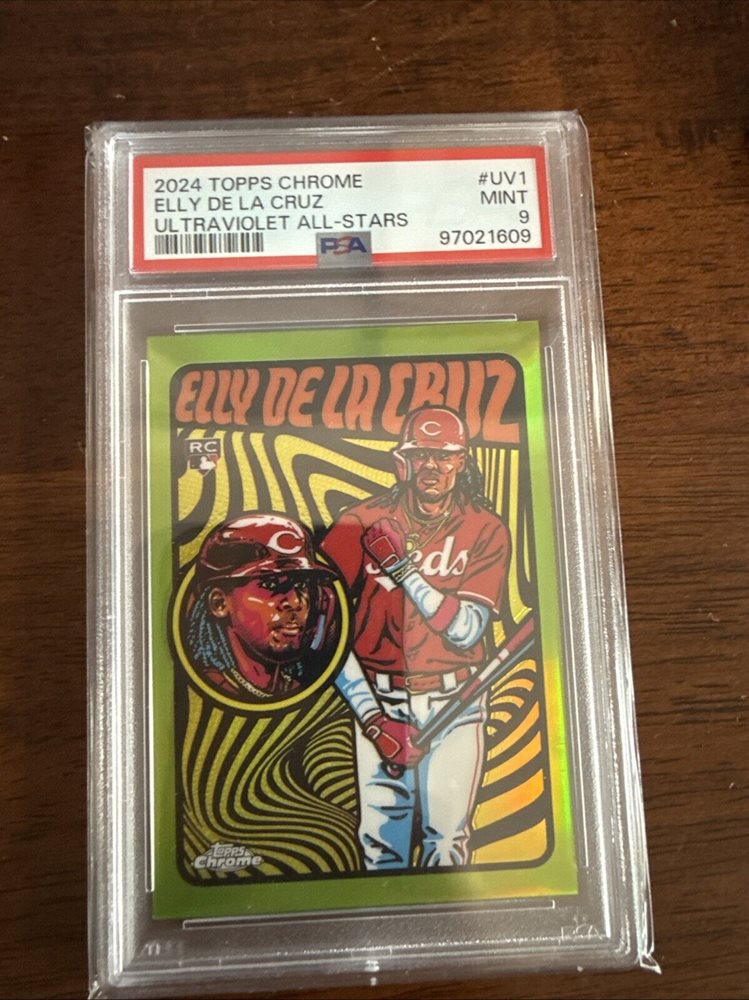 2024 TOPPS CHROME #UV1
ELLY DE LA CRUZ MINT
ULTRAVIOLET ALL-STARS 9
PSA 97021609
ELLY DE LA CRUZ
RC
C
C
Reds
Topps
Chrome